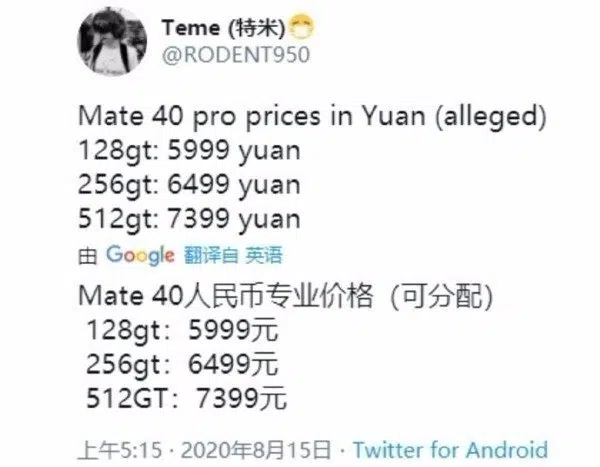 Teme (特米)😷
@RODENT950
Mate 40 pro prices in Yuan (alleged)
128gt: 5999 yuan
256gt: 6499 yuan
512gt: 7399 yuan
由 Google 翻译自 英语
Mate 40人民币专业价格（可分配）
128gt：5999元
256gt：6499元
512GT：7399元
上午5:15 · 2020年8月15日 · Twitter for Android